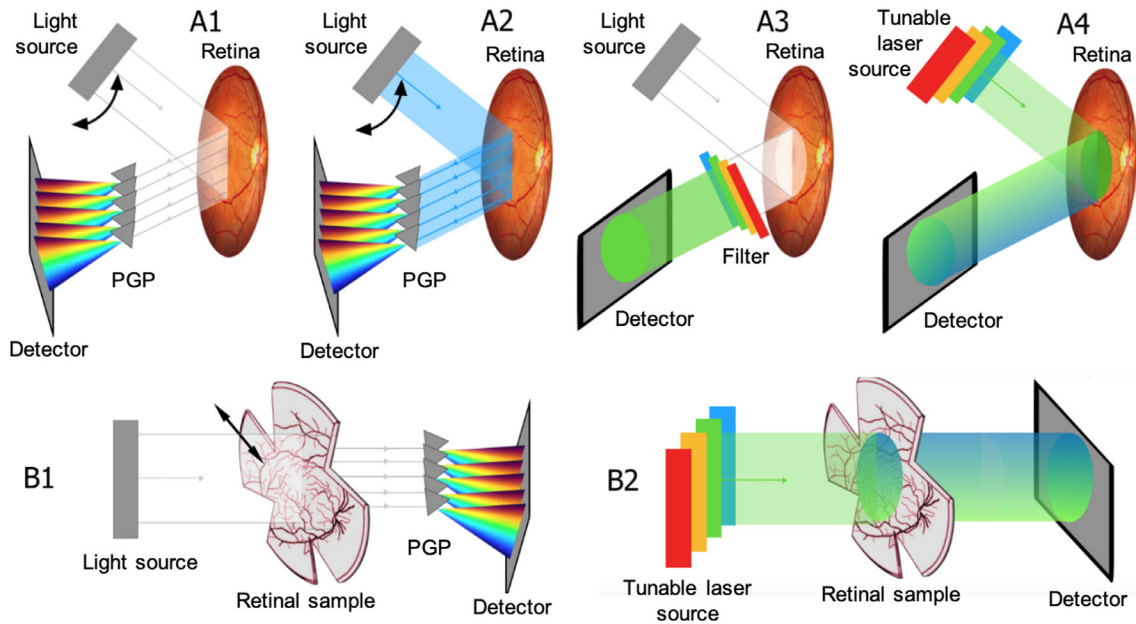 Light
source
A1
Retina
PGP
Detector
Light
source
A2
Retina
PGP
Detector
Light
source
A3
Retina
Filter
Detector
Tunable
laser
source
A4
Retina
Detector
B1
Light source
Retinal sample
PGP
Detector
B2
Tunable laser
source
Retinal sample
Detector